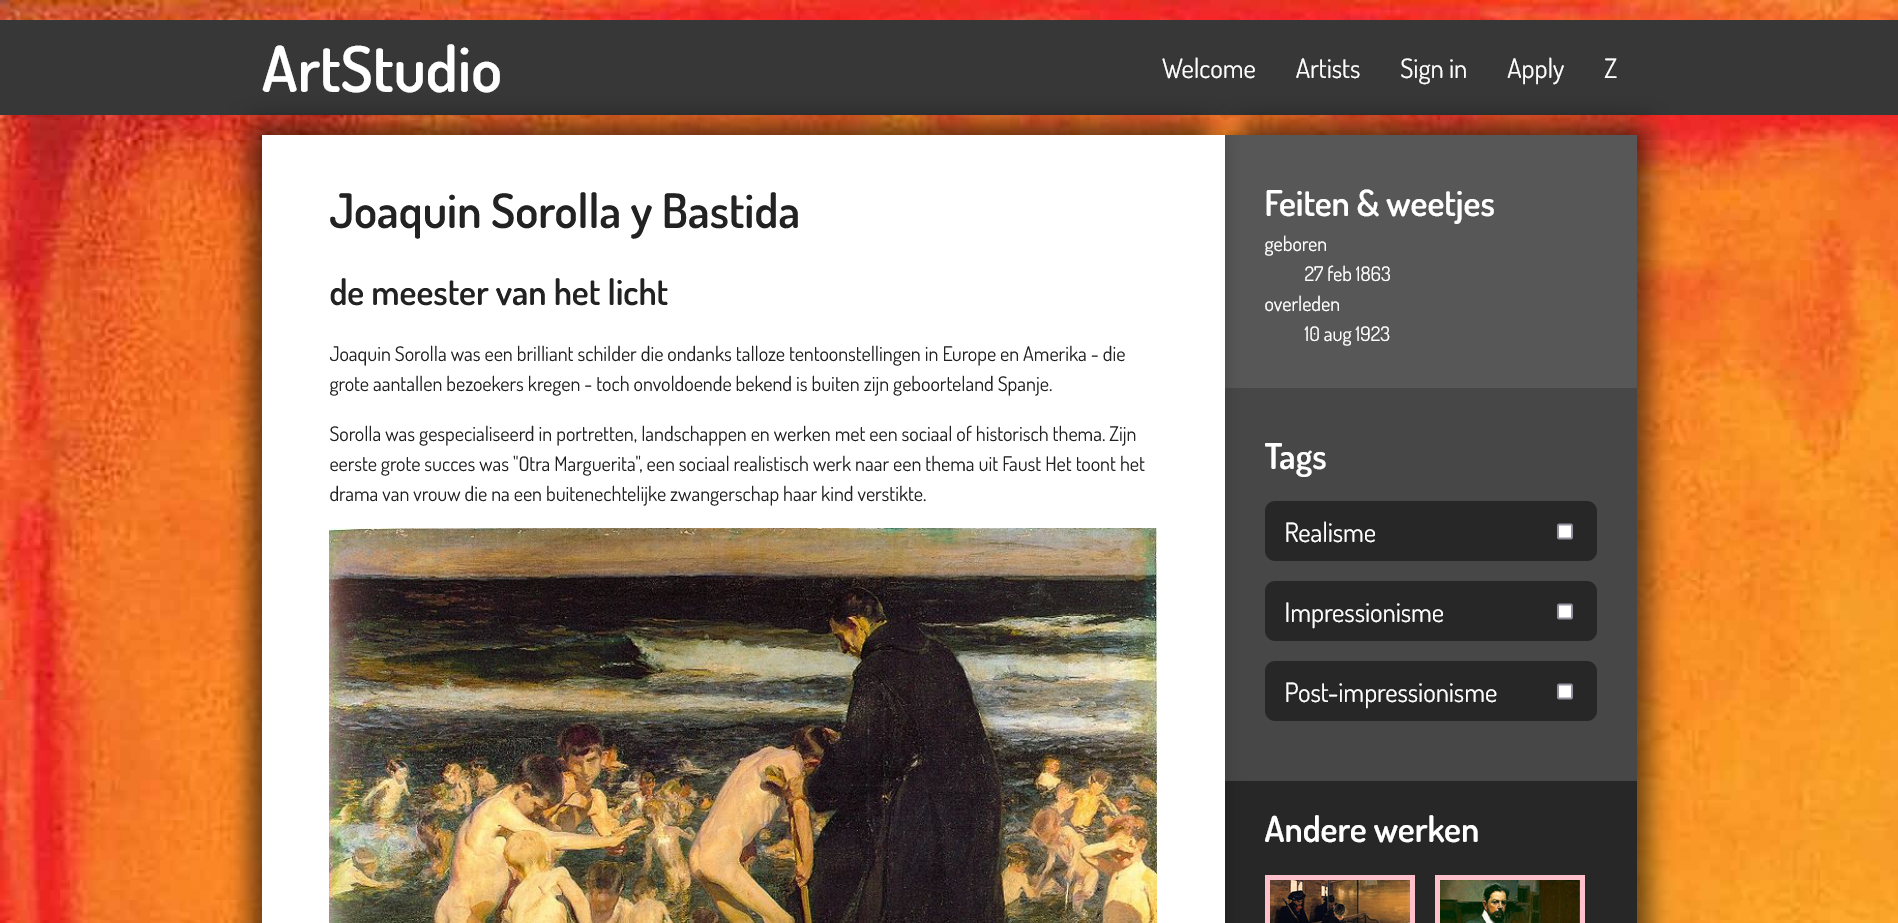 ArtStudio
Welcome
Artists
Sign in
Apply
Z
Joaquin Sorolla y Bastida
de meester van het licht
Joaquin Sorolla was een brilliant schilder die ondanks talloze tentoonstellingen in Europe en Amerika - die
grote aantallen bezoekers kregen - toch onvoldoende bekend is buiten zijn geboorteland Spanje.
Sorolla was gespecialiseerd in portretten, landschappen en werken met een sociaal of historisch thema. Zijn
eerste grote succes was "Otra Marguerita", een sociaal realistisch werk naar een thema uit Faust Het toont het
drama van vrouw die na een buitenechtelijke zwangerschap haar kind verstikte.
Feiten & weetjes
geboren
27 feb 1863
overleden
10 aug 1923
Tags
Realisme
Impressionisme
Post-impressionisme
Andere werken